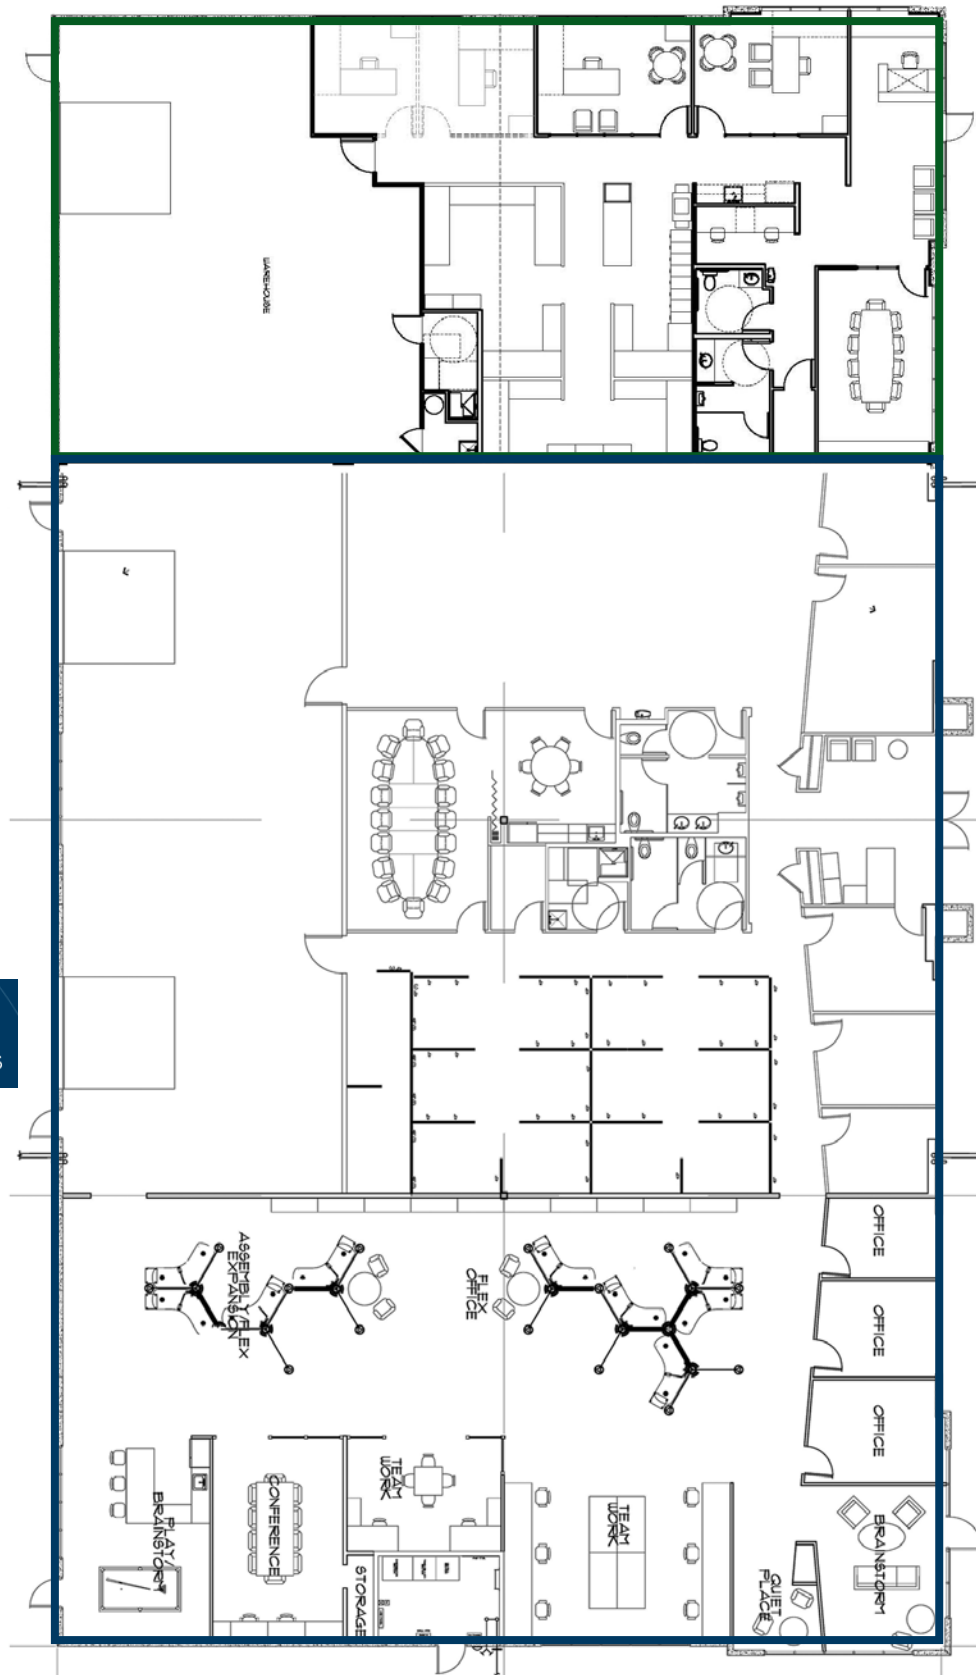 WAREHOUSE
ASSEMBLY/FLEX
EXPANSION
FLEX
OFFICE
OFFICE
OFFICE
OFFICE
TEAM
WORK
PLAY/
BRAINSTORM
CONFERENCE
TEAM
WORK
STORAGE
QUIET
PLACE
BRAINSTORM
S